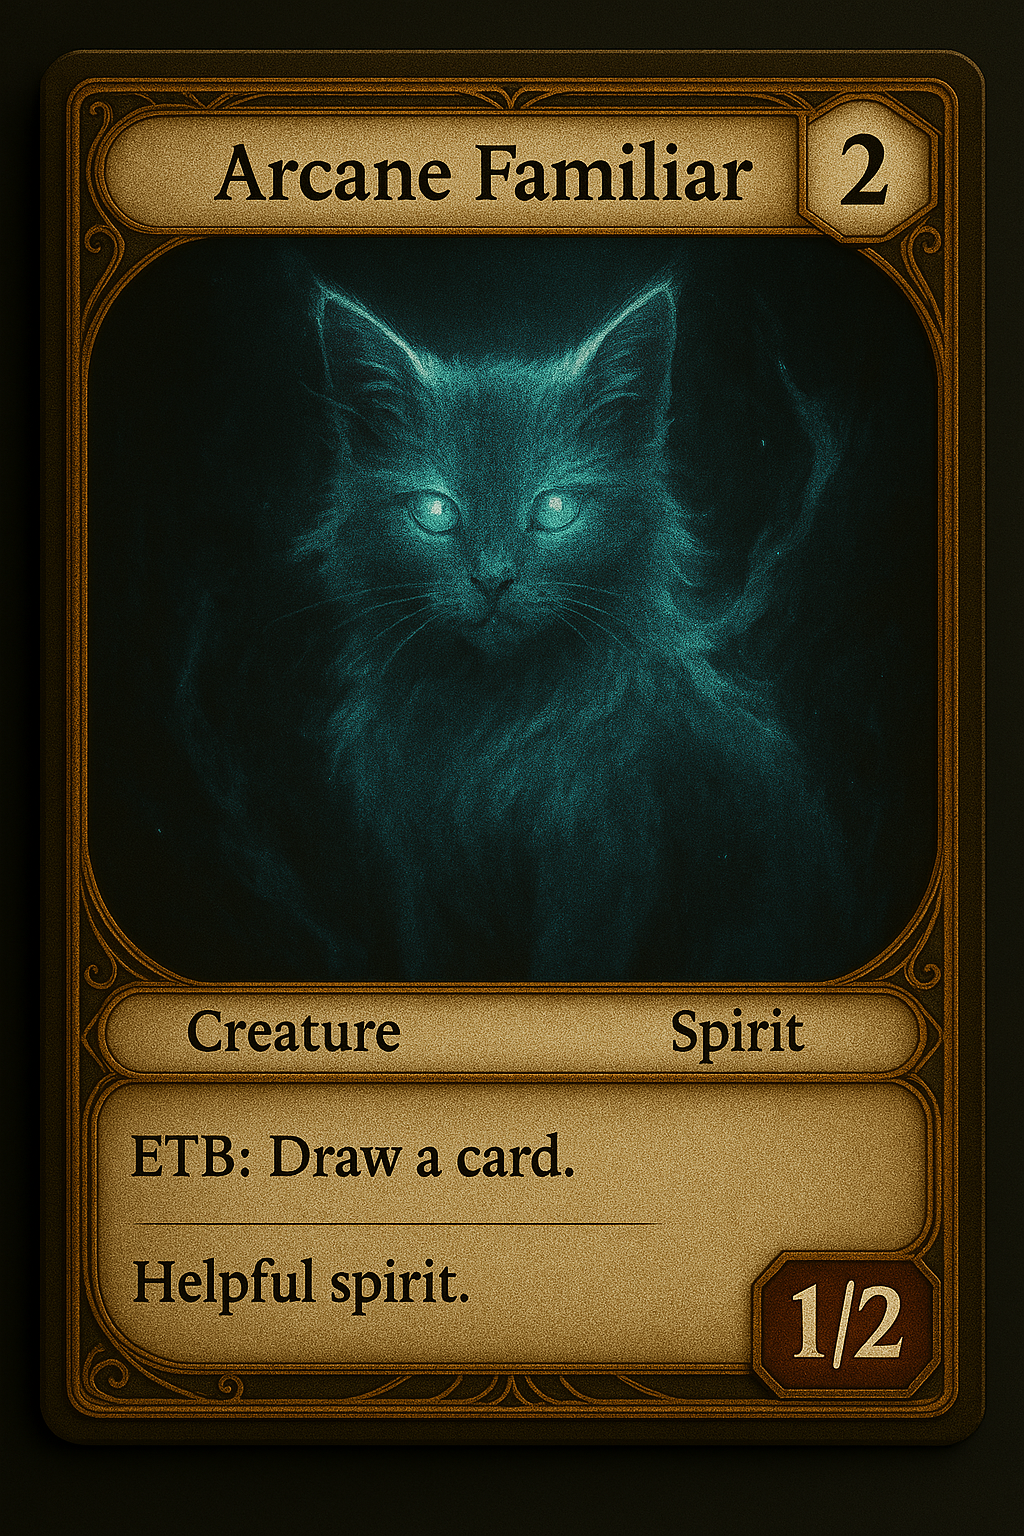 Arcane Familiar 2
Creature Spirit
ETB: Draw a card.
Helpful spirit.
1/2